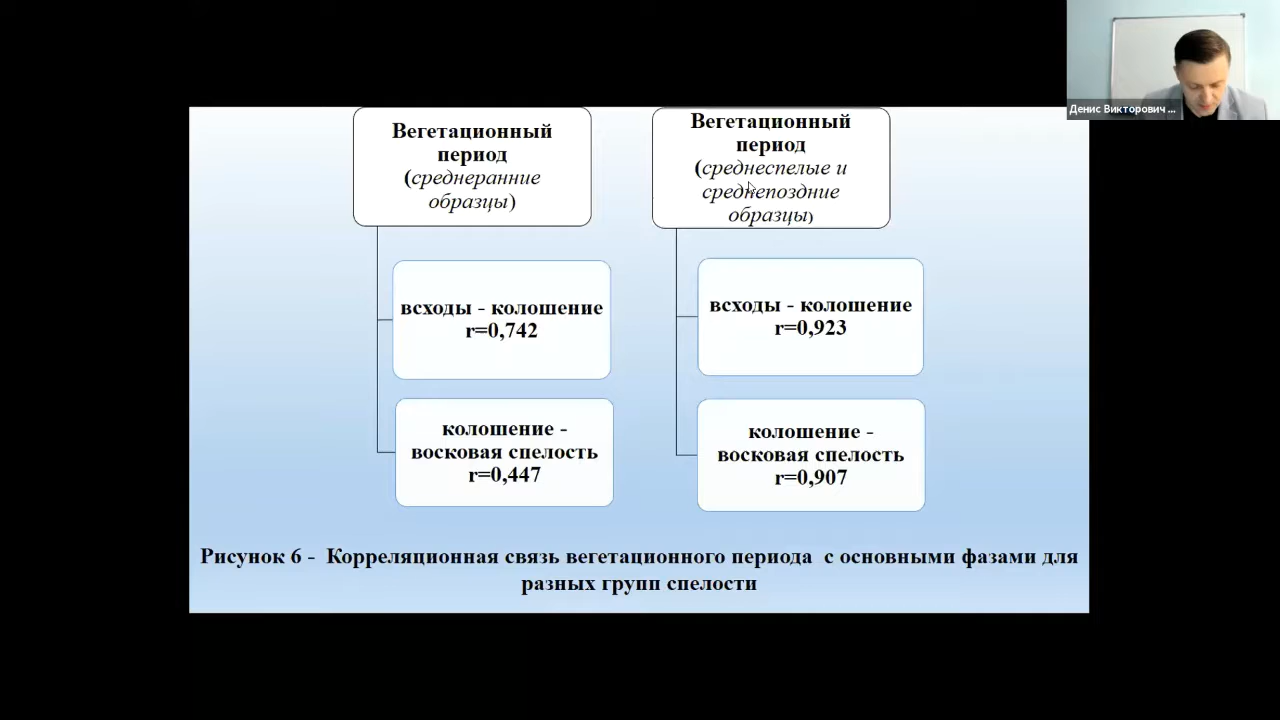 Денис Викторович ...
Вегетационный
период
(среднеранние
образцы)
всходы - колошение
r=0,742
колошение -
восковая спелость
r=0,447
Вегетационный
период
(среднеспелые и
среднепоздние
образцы)
всходы - колошение
r=0,923
колошение -
восковая спелость
r=0,907
Рисунок 6 - Корреляционная связь вегетационного периода с основными фазами для
разных групп спелости